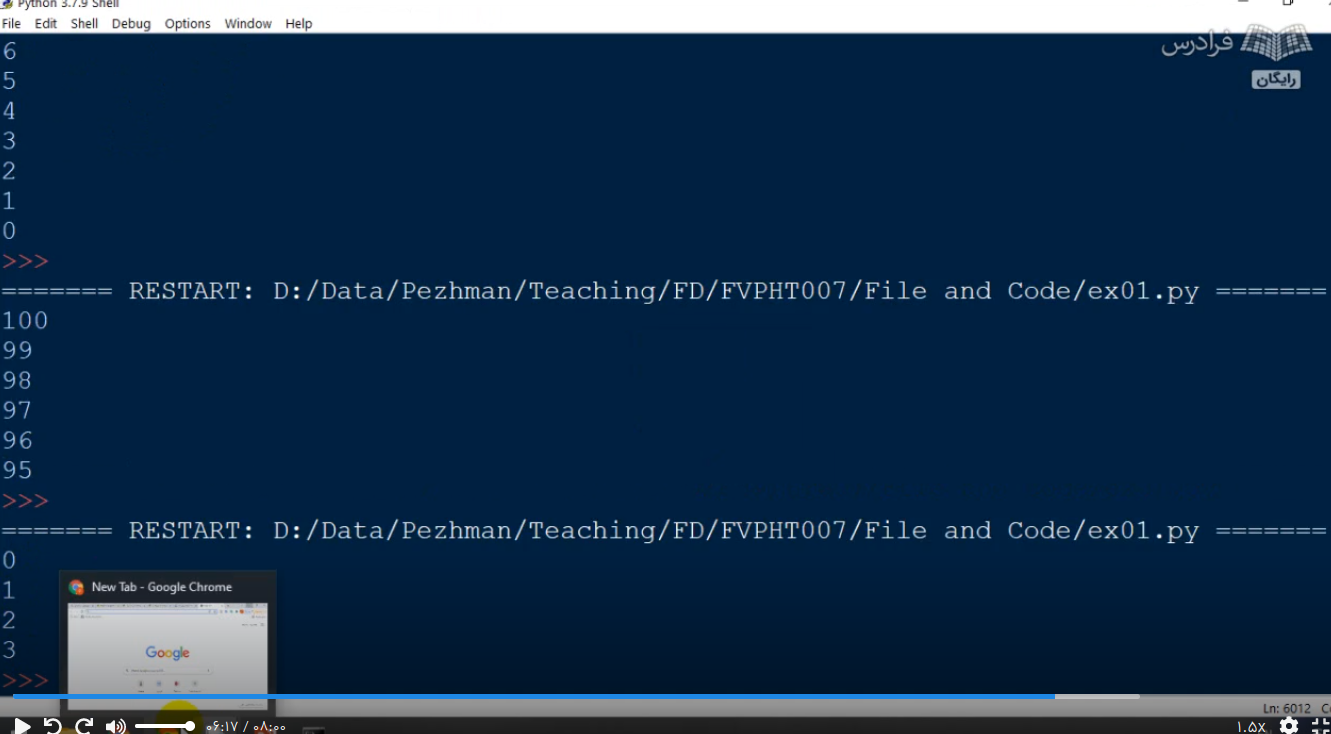 Python 3.7.9 Shell
File Edit Shell Debug Options Window Help
فرادرس
رایگان
6
5
4
3
2
1
0
>>>
======= RESTART: D:/Data/Pezhman/Teaching/FD/FVPHT007/File and Code/ex01.py =======
100
99
98
97
96
95
>>>
======= RESTART: D:/Data/Pezhman/Teaching/FD/FVPHT007/File and Code/ex01.py =======
0
1
2
3
>>>
New Tab - Google Chrome
Google
Ln: 6012
۰۶:۱۷ / ۰۸:۰۰
۱.۵x